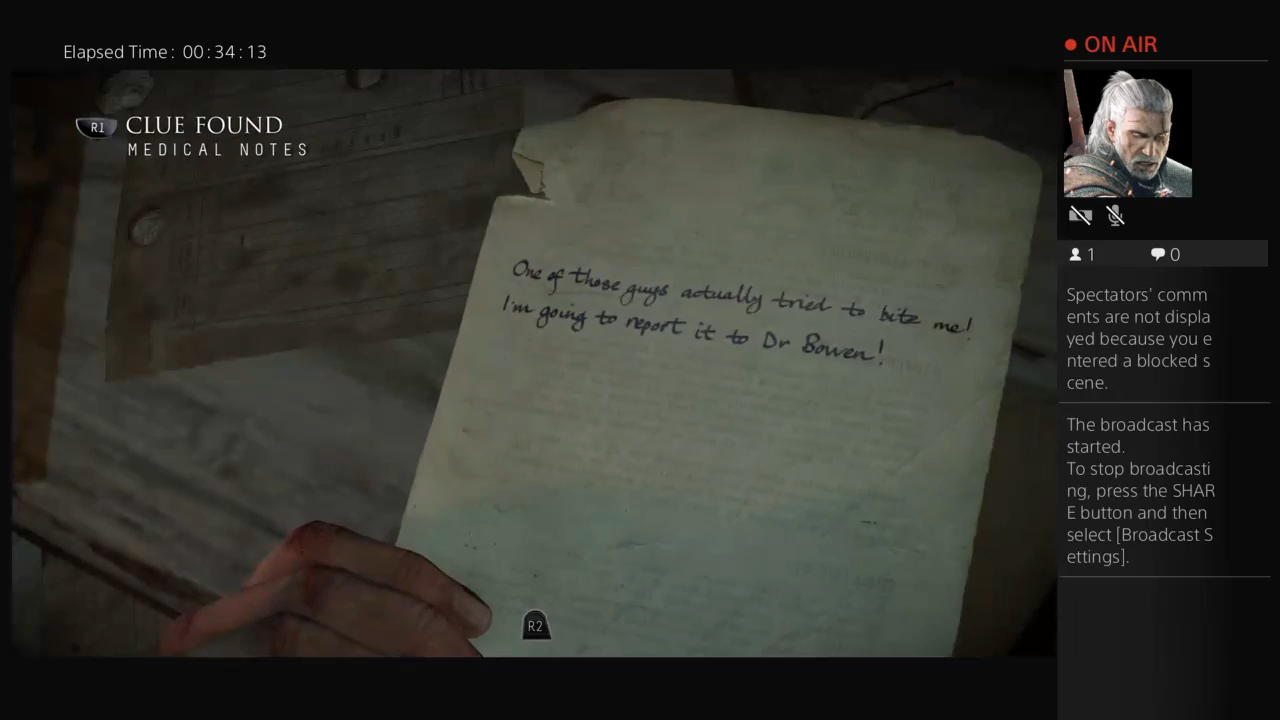 Elapsed Time: 00:34:13
ON AIR
R1 CLUE FOUND
MEDICAL NOTES
One of those guys actually tried to bite me!
I'm going to report it to Dr Bowen!
R2
1 0
Spectators' comm
ents are not displa
yed because you e
ntered a blocked s
cene.
The broadcast has
started.
To stop broadcasti
ng, press the SHAR
E button and then
select [Broadcast S
ettings].